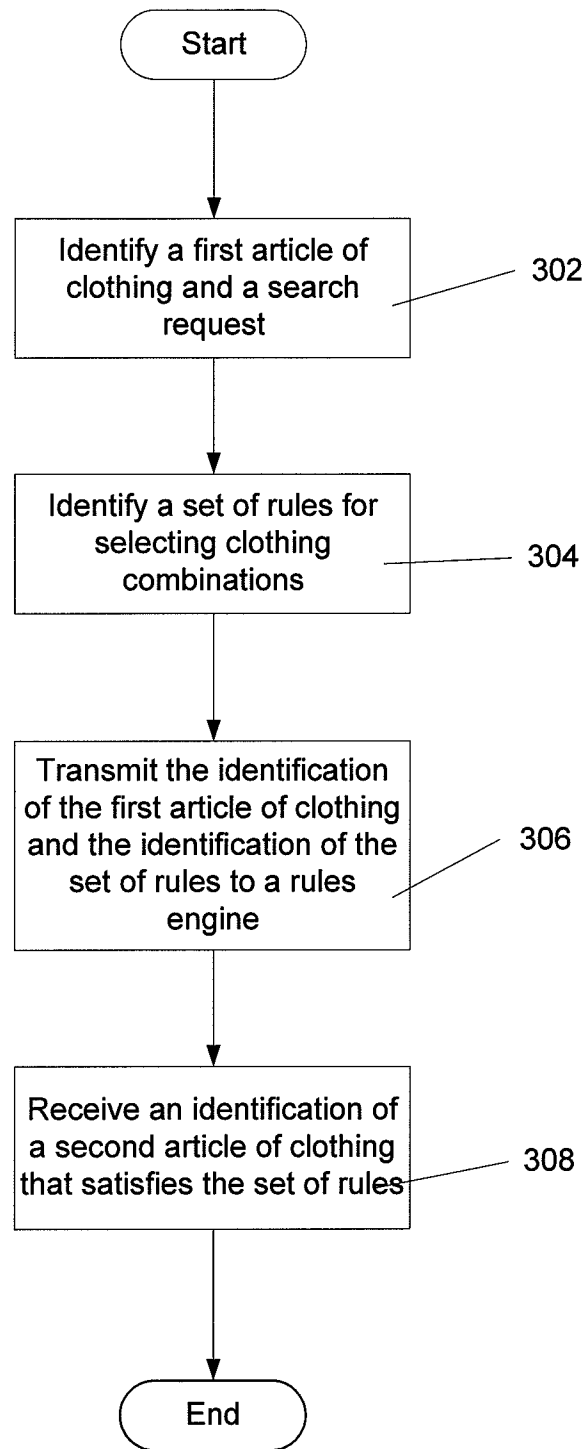 Start
Identify a first article of
clothing and a search
request
302
Identify a set of rules for
selecting clothing
combinations
304
Transmit the identification
of the first article of clothing
and the identification of the
set of rules to a rules
engine
306
Receive an identification of
a second article of clothing
that satisfies the set of rules
308
End